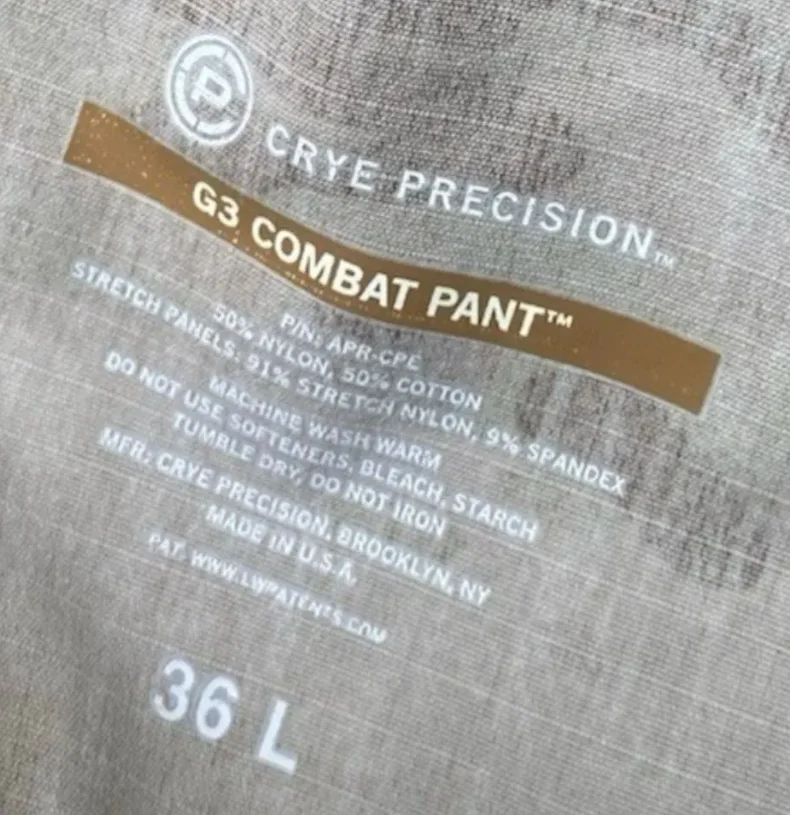 P
CRYE PRECISION™
G3 COMBAT PANT™
P/N: APR-CPE
50% NYLON, 50% COTTON
STRETCH PANELS: 91% STRETCH NYLON, 9% SPANDEX
MACHINE WASH WARM
DO NOT USE SOFTENERS, BLEACH, STARCH
TUMBLE DRY, DO NOT IRON
MFR: CRYE PRECISION, BROOKLYN, NY
MADE IN U.S.A.
PAT. WWW.LWPATENTS.COM
36 L